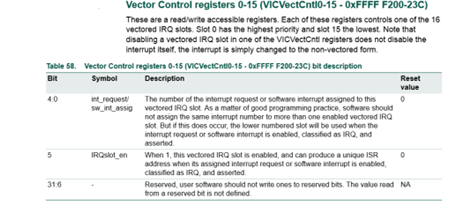 Vector Control registers 0-15 (VICVectCntl0-15 - 0xFFFF F200-23C)
These are a read/write accessible registers. Each of these registers controls one of the 16
vectored IRQ slots. Slot 0 has the highest priority and slot 15 the lowest. Note that
disabling a vectored IRQ slot in one of the VICVectCntl registers does not disable the
interrupt itself, the interrupt is simply changed to the non-vectored form.
Table 58. Vector Control registers 0-15 (VICVectCntl0-15 - 0xFFFF F200-23C) bit description
Bit Symbol Description Reset
value
4:0 int_request/ The number of the interrupt request or software interrupt assigned to this 0
sw_int_assig vectored IRQ slot. As a matter of good programming practice, software should
not assign the same interrupt number to more than one enabled vectored IRQ
slot. But if this does occur, the lower numbered slot will be used when the
interrupt request or software interrupt is enabled, classified as IRQ, and
asserted.
5 IRQslot_en When 1, this vectored IRQ slot is enabled, and can produce a unique ISR 0
address when its assigned interrupt request or software interrupt is enabled,
classified as IRQ, and asserted.
31:6 - Reserved, user software should not write ones to reserved bits. The value read NA
from a reserved bit is not defined.